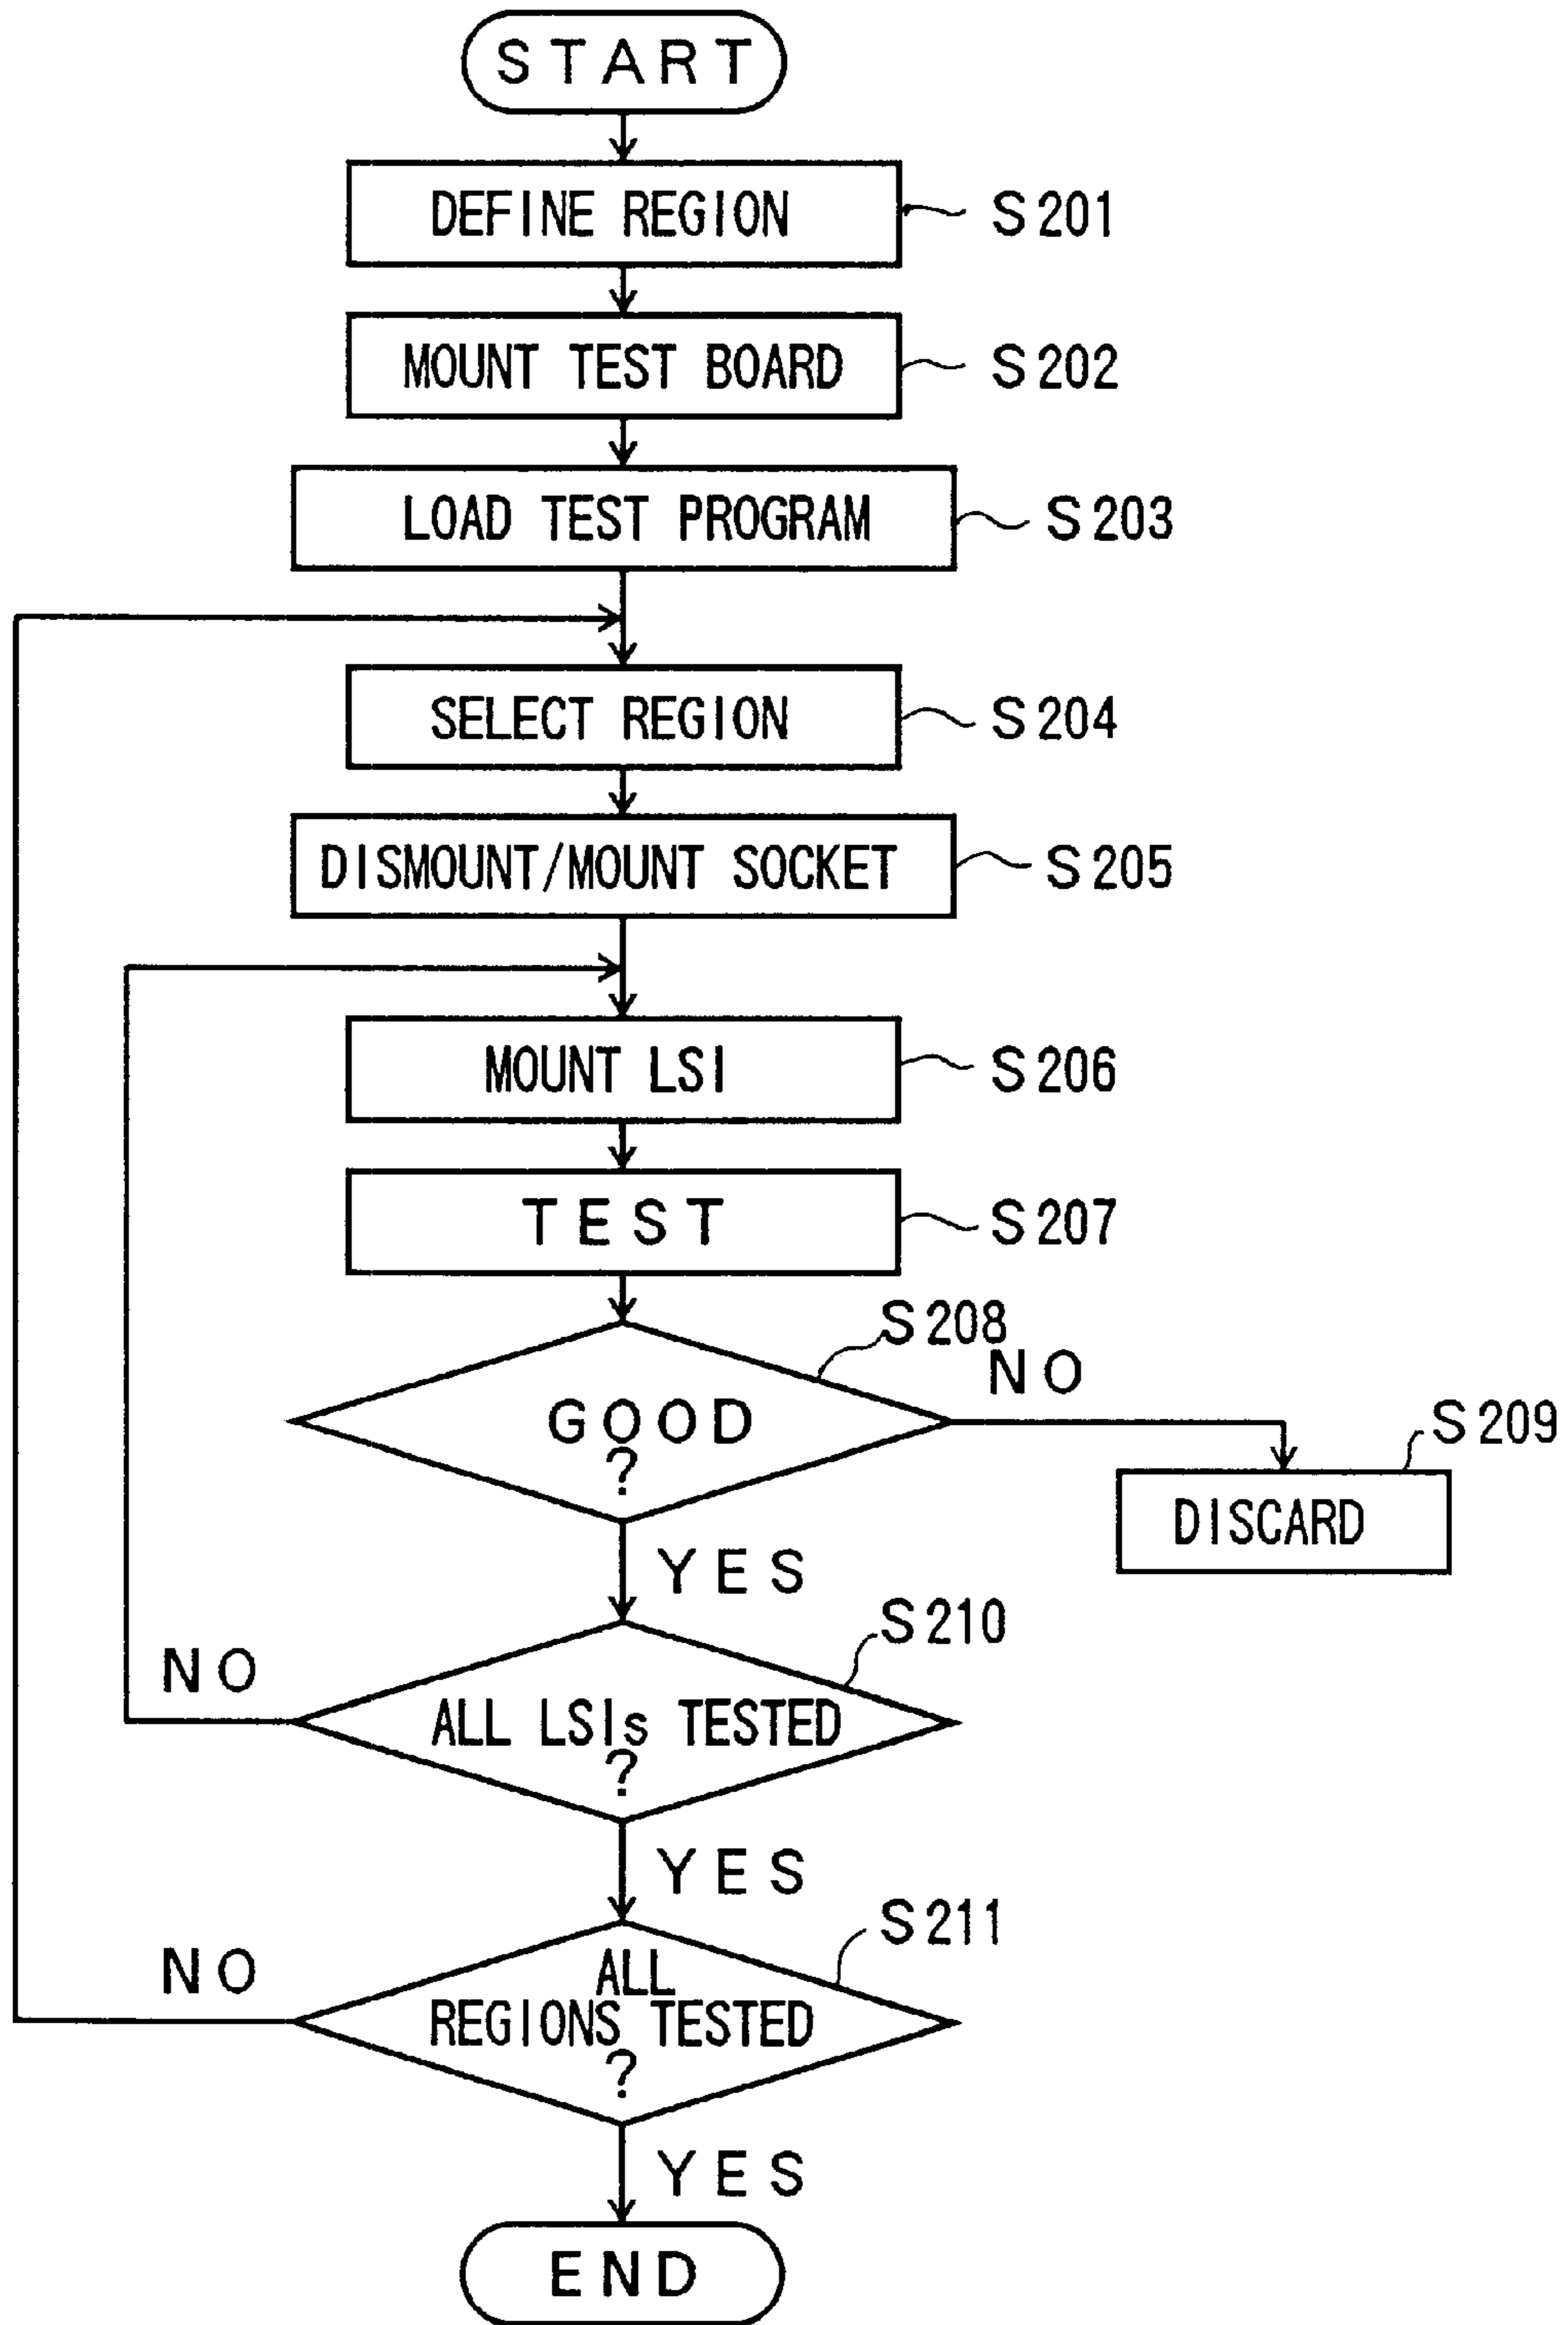 START
DEFINE REGION
S201
MOUNT TEST BOARD
S202
LOAD TEST PROGRAM
S203
SELECT REGION
S204
DISMOUNT/MOUNT SOCKET
S205
MOUNT LSI
S206
TEST
S207
S208
GOOD
?
NO
S209
DISCARD
YES
S210
NO
ALL LSIs TESTED
?
YES
S211
NO
ALL
REGIONS TESTED
?
YES
END